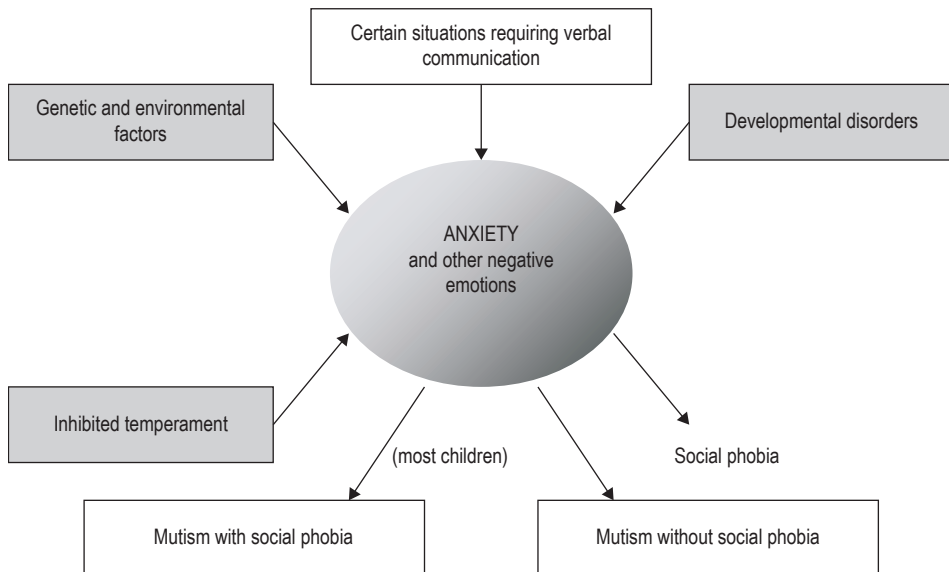 Certain situations requiring verbal
communication
Genetic and environmental
factors
Developmental disorders
ANXIETY
and other negative
emotions
Inhibited temperament
(most children)
Social phobia
Mutism with social phobia
Mutism without social phobia